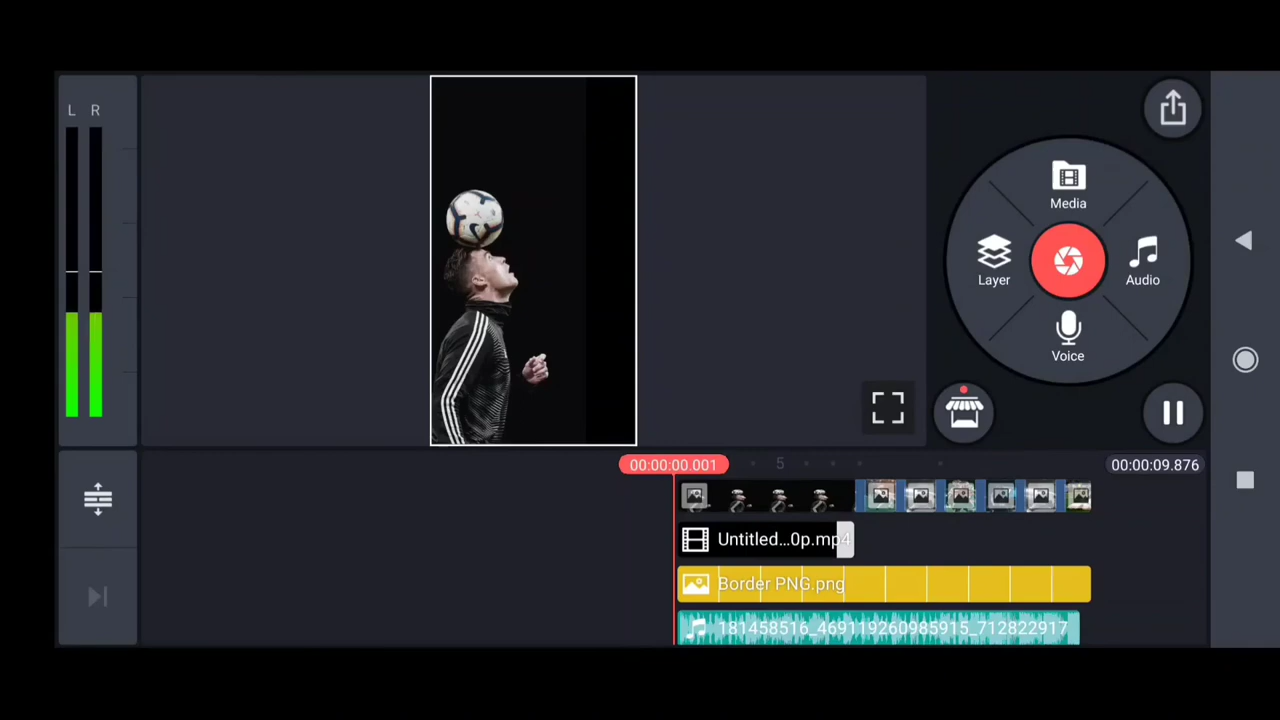 L R
Media
Layer
Audio
Voice
00:00:00.001
5
00:00:09.876
Untitled...0p.mp4
Border PNG.png
181458516_469119260985915_712822917